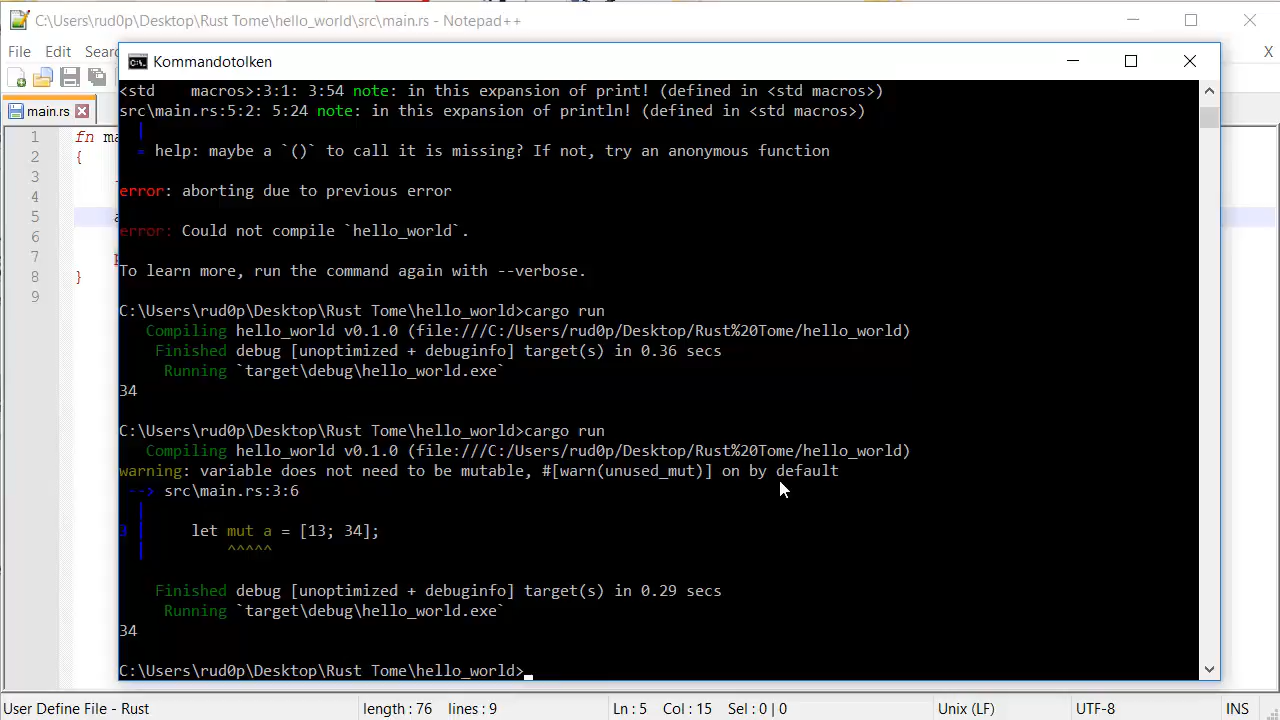 C:\Users\rud0p\Desktop\Rust Tome\hello_world\src\main.rs - Notepad++
File Edit Searc
X
Kommandotolken
main.rs
<std macros>:3:1: 3:54 note: in this expansion of print! (defined in <std macros>)
src\main.rs:5:2: 5:24 note: in this expansion of println! (defined in <std macros>)
|
= help: maybe a `()` to call it is missing? If not, try an anonymous function
error: aborting due to previous error
error: Could not compile `hello_world`.
To learn more, run the command again with --verbose.
C:\Users\rud0p\Desktop\Rust Tome\hello_world>cargo run
Compiling hello_world v0.1.0 (file:///C:/Users/rud0p/Desktop/Rust%20Tome/hello_world)
Finished debug [unoptimized + debuginfo] target(s) in 0.36 secs
Running `target\debug\hello_world.exe`
34
C:\Users\rud0p\Desktop\Rust Tome\hello_world>cargo run
Compiling hello_world v0.1.0 (file:///C:/Users/rud0p/Desktop/Rust%20Tome/hello_world)
warning: variable does not need to be mutable, #[warn(unused_mut)] on by default
--> src\main.rs:3:6
|
3 | let mut a = [13; 34];
| ^^^^^
Finished debug [unoptimized + debuginfo] target(s) in 0.29 secs
Running `target\debug\hello_world.exe`
34
C:\Users\rud0p\Desktop\Rust Tome\hello_world>
1 fn ma
2 {
3
4
5
6
7
8 }
9
User Define File - Rust length : 76 lines : 9 Ln : 5 Col : 15 Sel : 0 | 0 Unix (LF) UTF-8 INS